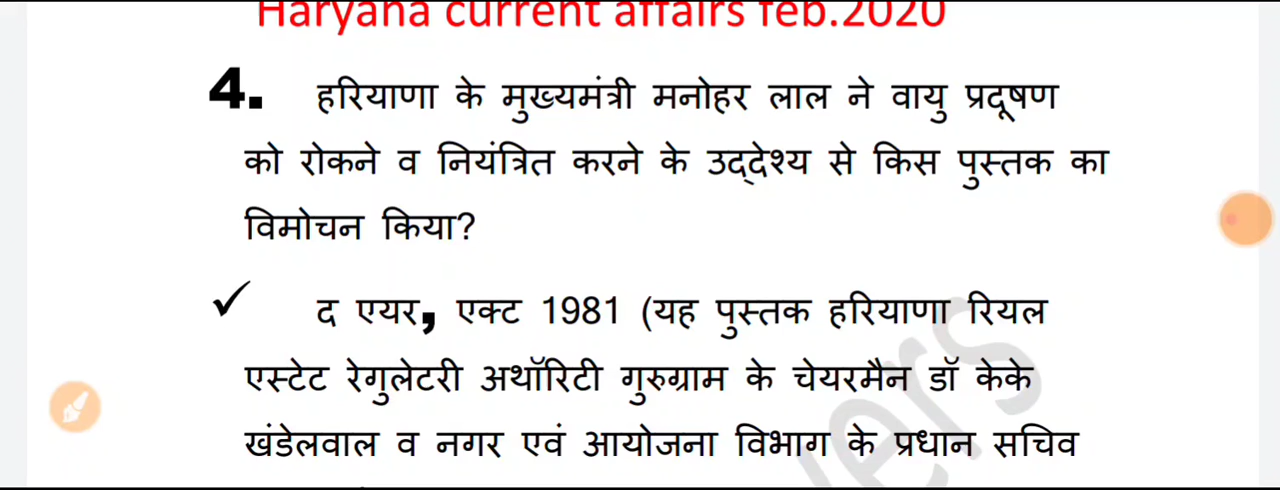 Haryana current affairs feb.2020
4. हरियाणा के मुख्यमंत्री मनोहर लाल ने वायु प्रदूषण
को रोकने व नियंत्रित करने के उद्देश्य से किस पुस्तक का
विमोचन किया?
✓ द एयर, एक्ट 1981 (यह पुस्तक हरियाणा रियल
एस्टेट रेगुलेटरी अथॉरिटी गुरुग्राम के चेयरमैन डॉ केके
खंडेलवाल व नगर एवं आयोजना विभाग के प्रधान सचिव